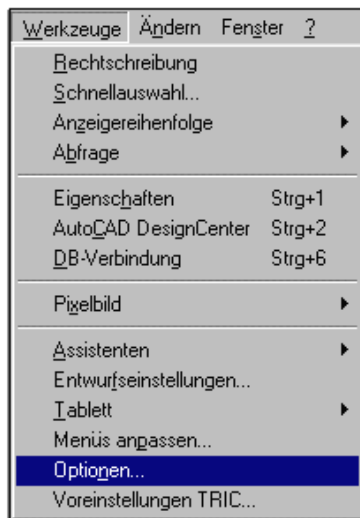 Werkzeuge Ändern Fenster ?
Rechtschreibung
Schnellauswahl...
Anzeigereihenfolge
Abfrage
Eigenschaften Strg+1
AutoCAD DesignCenter Strg+2
DB-Verbindung Strg+6
Pixelbild
Assistenten
Entwurfseinstellungen...
Tablett
Menüs anpassen...
Optionen...
Voreinstellungen TRIC...